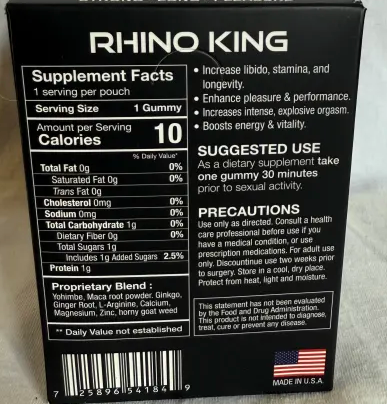 RHINO KING
Supplement Facts
1 serving per pouch
Serving Size 1 Gummy
Amount per Serving
Calories 10
% Daily Value*
Total Fat 0g 0%
Saturated Fat 0g 0%
Trans Fat 0g
Cholesterol 0mg 0%
Sodium 0mg 0%
Total Carbohydrate 1g 0%
Dietary Fiber 0g 0%
Total Sugars 1g
Includes 1g Added Sugars 2.5%
Protein 1g
Proprietary Blend :
Yohimbe, Maca root powder, Ginkgo,
Ginger Root, L-Arginine, Calcium,
Magnesium, Zinc, horny goat weed
** Daily Value not established
7 25896 54184 9
• Increase libido, stamina, and
longevity.
• Enhance pleasure & performance.
• Increases intense, explosive orgasm.
• Boosts energy & vitality.
SUGGESTED USE
As a dietary supplement take
one gummy 30 minutes
prior to sexual activity.
PRECAUTIONS
Use only as directed. Consult a health
care professional before use if you
have a medical condition, or use
prescription medications. For adult use
only. Discountinue use two weeks prior
to surgery. Store in a cool, dry place.
Protect from heat, light and moisture.
This statement has not been evaluated
by the Food and Drug Administration.
This product is not intended to diagnose,
treat, cure or prevent any disease.
MADE IN U.S.A.